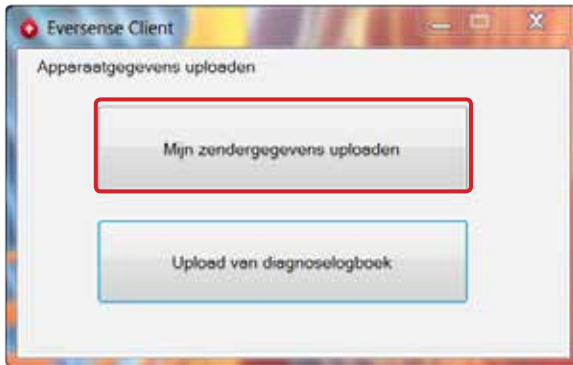 Eversense Client
Apparaatgegevens uploaden
Mijn zendergegevens uploaden
Upload van diagnoselogboek